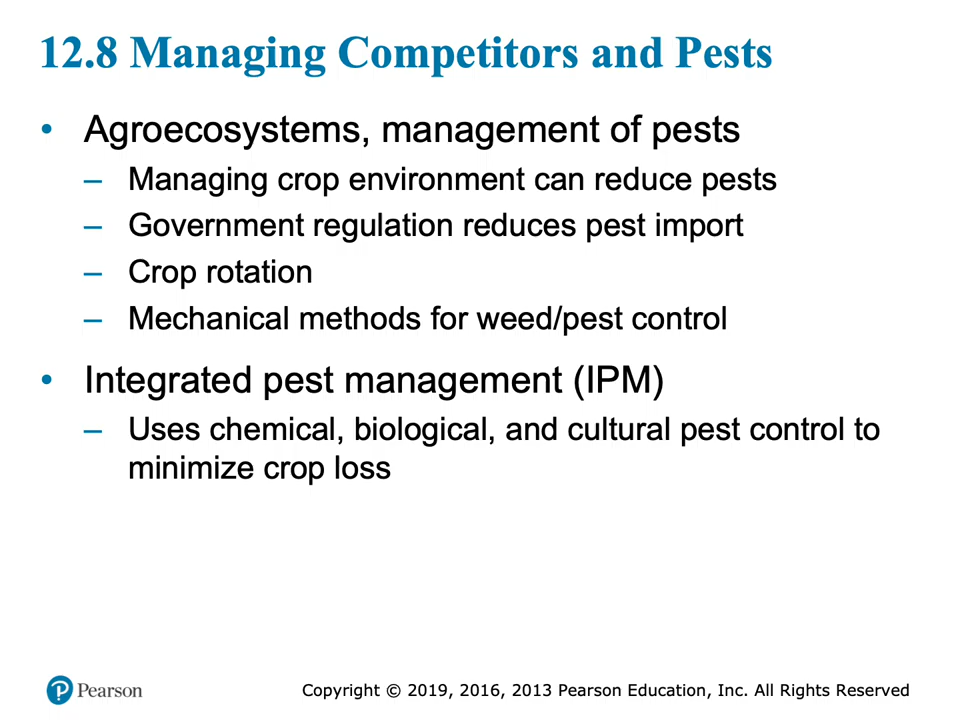 12.8 Managing Competitors and Pests
• Agroecosystems, management of pests
– Managing crop environment can reduce pests
– Government regulation reduces pest import
– Crop rotation
– Mechanical methods for weed/pest control
• Integrated pest management (IPM)
– Uses chemical, biological, and cultural pest control to
minimize crop loss
P Pearson
Copyright © 2019, 2016, 2013 Pearson Education, Inc. All Rights Reserved